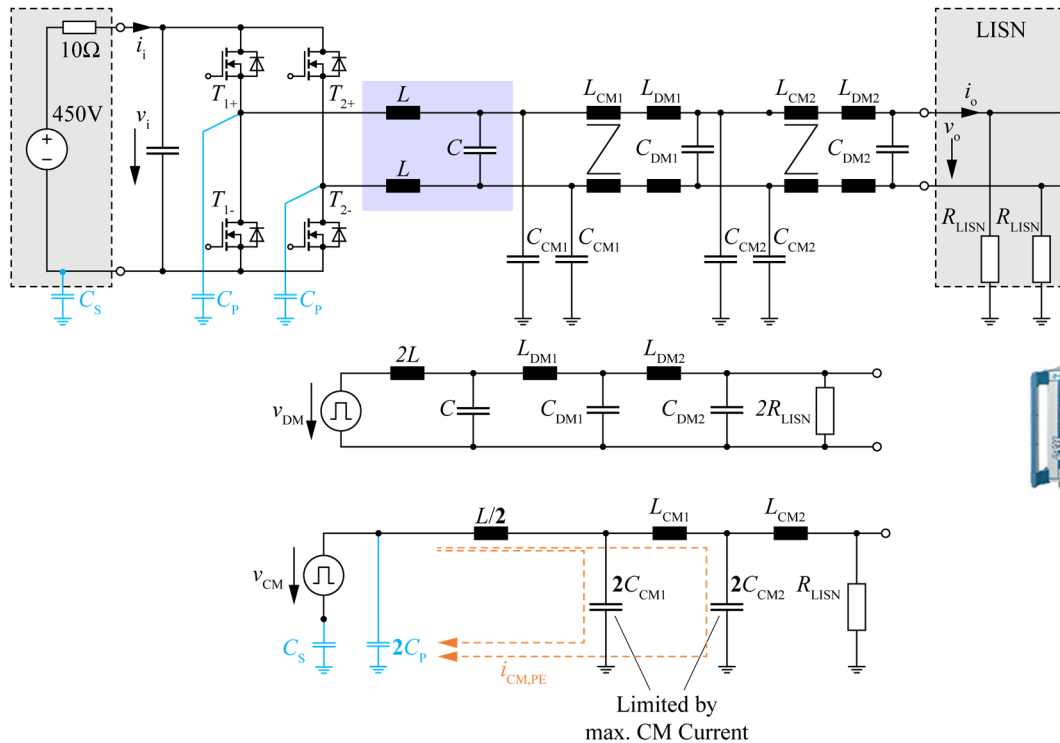 LISN
10Ω
i_i
T_1+
T_2+
L
L_CM1
L_DM1
L_CM2
L_DM2
i_o
450V
v_i
v_o
+
−
C
C_DM1
C_DM2
L
T_1-
T_2-
R_LISN
R_LISN
C_CM1
C_CM1
C_CM2
C_CM2
C_S
C_P
C_P
2L
L_DM1
L_DM2
v_DM
C
C_DM1
C_DM2
2R_LISN
L/2
L_CM1
L_CM2
v_CM
2C_CM1
2C_CM2
R_LISN
C_S
2C_P
i_CM,PE
Limited by
max. CM Current